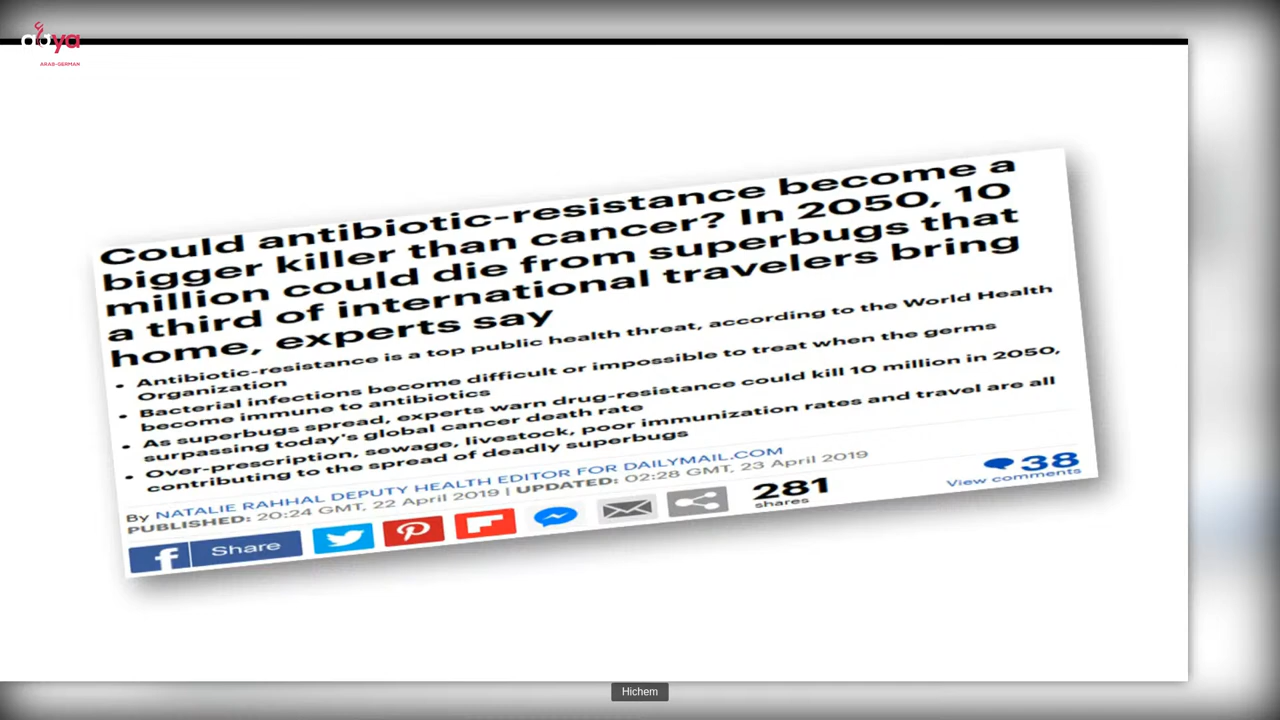 aya
ARAB-GERMAN
Could antibiotic-resistance become a
bigger killer than cancer? In 2050, 10
million could die from superbugs that
a third of international travelers bring
home, experts say
• Antibiotic-resistance is a top public health threat, according to the World Health
Organization
• Bacterial infections become difficult or impossible to treat when the germs
become immune to antibiotics
• As superbugs spread, experts warn drug-resistance could kill 10 million in 2050,
surpassing today's global cancer death rate
• Over-prescription, sewage, livestock, poor immunization rates and travel are all
contributing to the spread of deadly superbugs
By NATALIE RAHHAL DEPUTY HEALTH EDITOR FOR DAILYMAIL.COM
PUBLISHED: 20:24 GMT, 22 April 2019 | UPDATED: 02:28 GMT, 23 April 2019
f Share
281
shares
38
View comments
Hichem